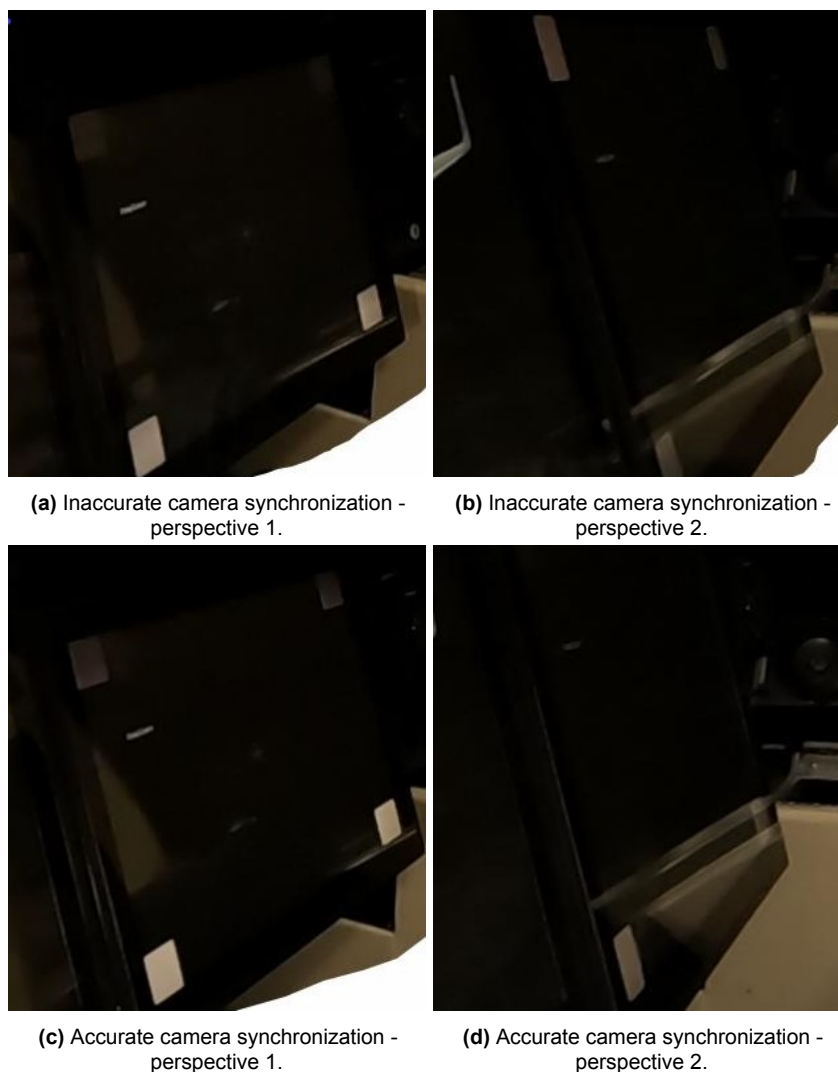 (a) Inaccurate camera synchronization -
perspective 1.
(b) Inaccurate camera synchronization -
perspective 2.
(c) Accurate camera synchronization -
perspective 1.
(d) Accurate camera synchronization -
perspective 2.